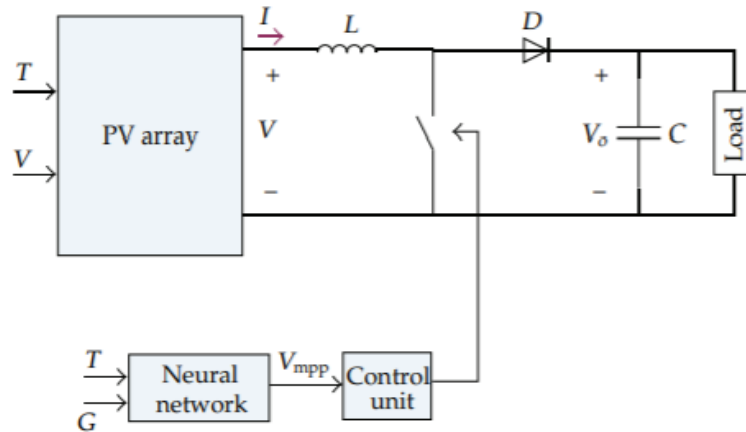 I
L
D
T
+
+
PV array
V
V
Vₒ
C
Load
V
−
−
T
G
Neural
network
Vmpp
Control
unit